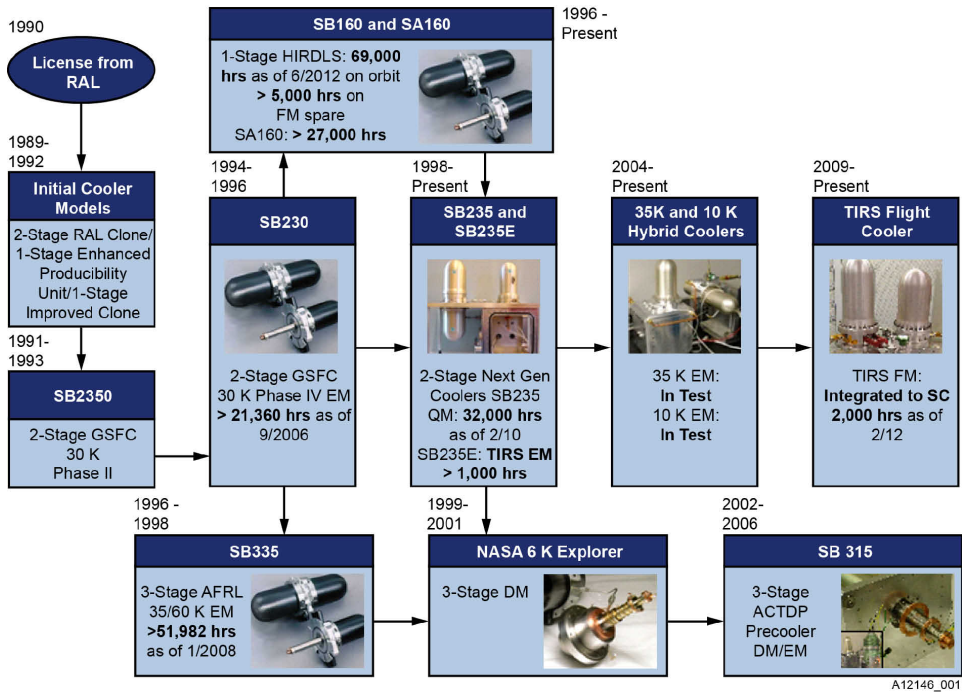 1990
License from
RAL
1989-
1992
Initial Cooler
Models
2-Stage RAL Clone/
1-Stage Enhanced
Producibility
Unit/1-Stage
Improved Clone
1991-
1993
SB2350
2-Stage GSFC
30 K
Phase II
SB160 and SA160
1-Stage HIRDLS: 69,000
hrs as of 6/2012 on orbit
> 5,000 hrs on
FM spare
SA160: > 27,000 hrs
1996 -
Present
1994-
1996
SB230
2-Stage GSFC
30 K Phase IV EM
> 21,360 hrs as of
9/2006
1998-
Present
SB235 and
SB235E
2-Stage Next Gen
Coolers SB235
QM: 32,000 hrs
as of 2/10
SB235E: TIRS EM
> 1,000 hrs
2004-
Present
35K and 10 K
Hybrid Coolers
35 K EM:
In Test
10 K EM:
In Test
2009-
Present
TIRS Flight
Cooler
TIRS FM:
Integrated to SC
2,000 hrs as of
2/12
1996 -
1998
SB335
3-Stage AFRL
35/60 K EM
>51,982 hrs
as of 1/2008
1999-
2001
NASA 6 K Explorer
3-Stage DM
2002-
2006
SB 315
3-Stage
ACTDP
Precooler
DM/EM
A12146_001